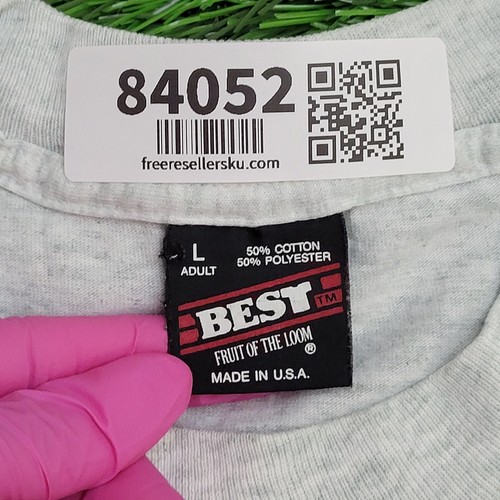 84052
freeresellersku.com
L
ADULT
50% COTTON
50% POLYESTER
BEST TM
FRUIT OF THE LOOM ®
MADE IN U.S.A.